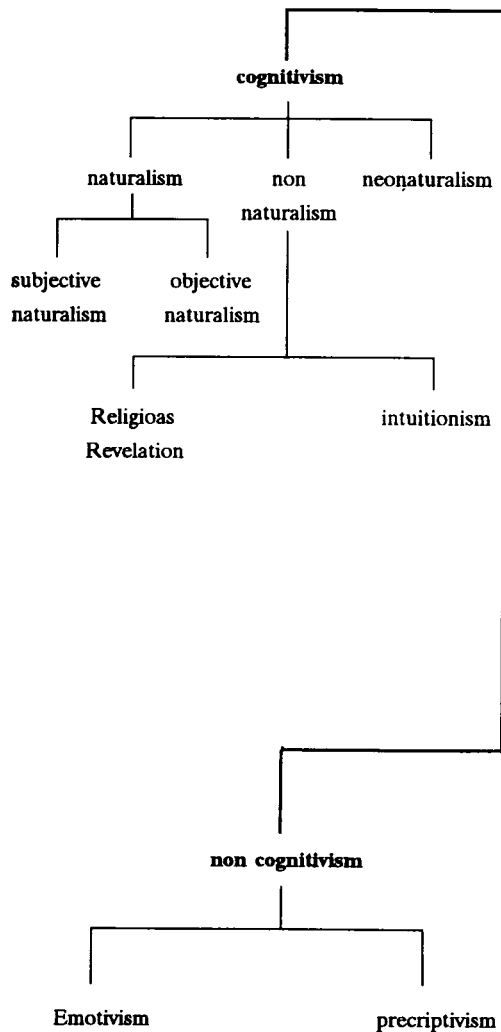 cognitivism
naturalism
non
naturalism
neonaturalism
subjective
naturalism
objective
naturalism
Religioas
Revelation
intuitionism
non cognitivism
Emotivism
precriptivism